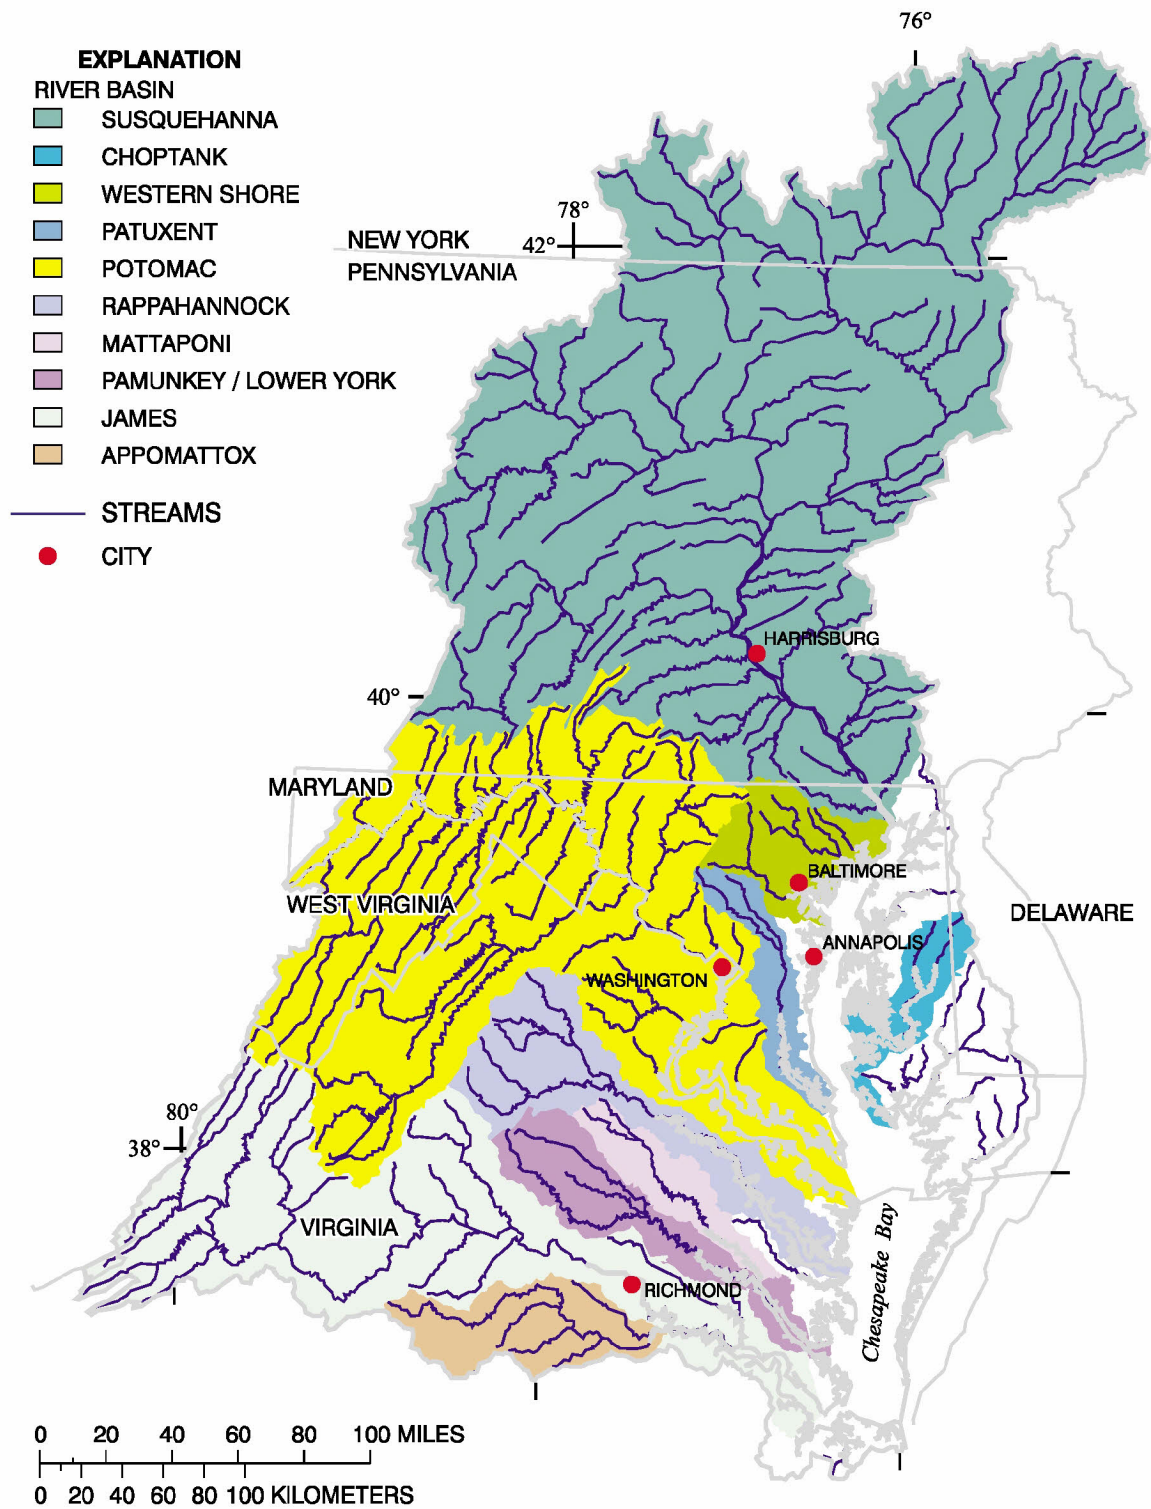 76°
EXPLANATION
RIVER BASIN
SUSQUEHANNA
CHOPTANK
WESTERN SHORE
PATUXENT
POTOMAC
RAPPAHANNOCK
MATTAPONI
PAMUNKEY / LOWER YORK
JAMES
APPOMATTOX
STREAMS
CITY
78°
42°
NEW YORK
PENNSYLVANIA
HARRISBURG
40°
MARYLAND
BALTIMORE
WEST VIRGINIA
DELAWARE
ANNAPOLIS
WASHINGTON
80°
38°
VIRGINIA
RICHMOND
Chesapeake Bay
0 20 40 60 80 100 MILES
0 20 40 60 80 100 KILOMETERS